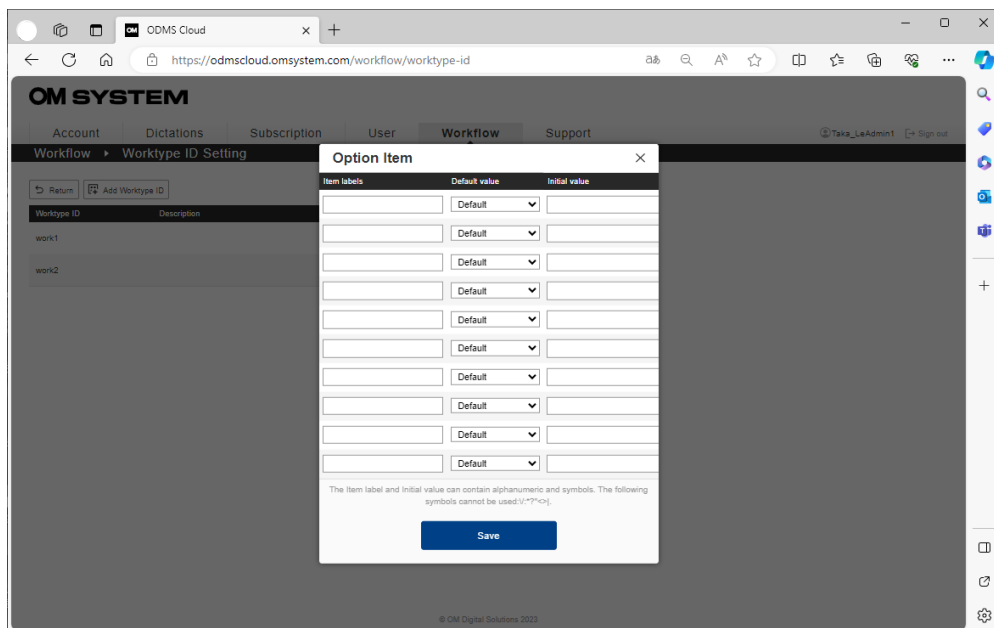 OM ODMS Cloud
https://odmscloud.omsystem.com/workflow/worktype-id
OM SYSTEM
Account Dictations Subscription User Workflow Support Taka_LeAdmin1 Sign out
Workflow Worktype ID Setting
Return Add Worktype ID
Worktype ID Description
work1
work2
Option Item
Item labels Default value Initial value
Default
Default
Default
Default
Default
Default
Default
Default
Default
Default
The Item label and Initial value can contain alphanumeric and symbols. The following
symbols cannot be used:\/:*?"<>|.
Save
© OM Digital Solutions 2023